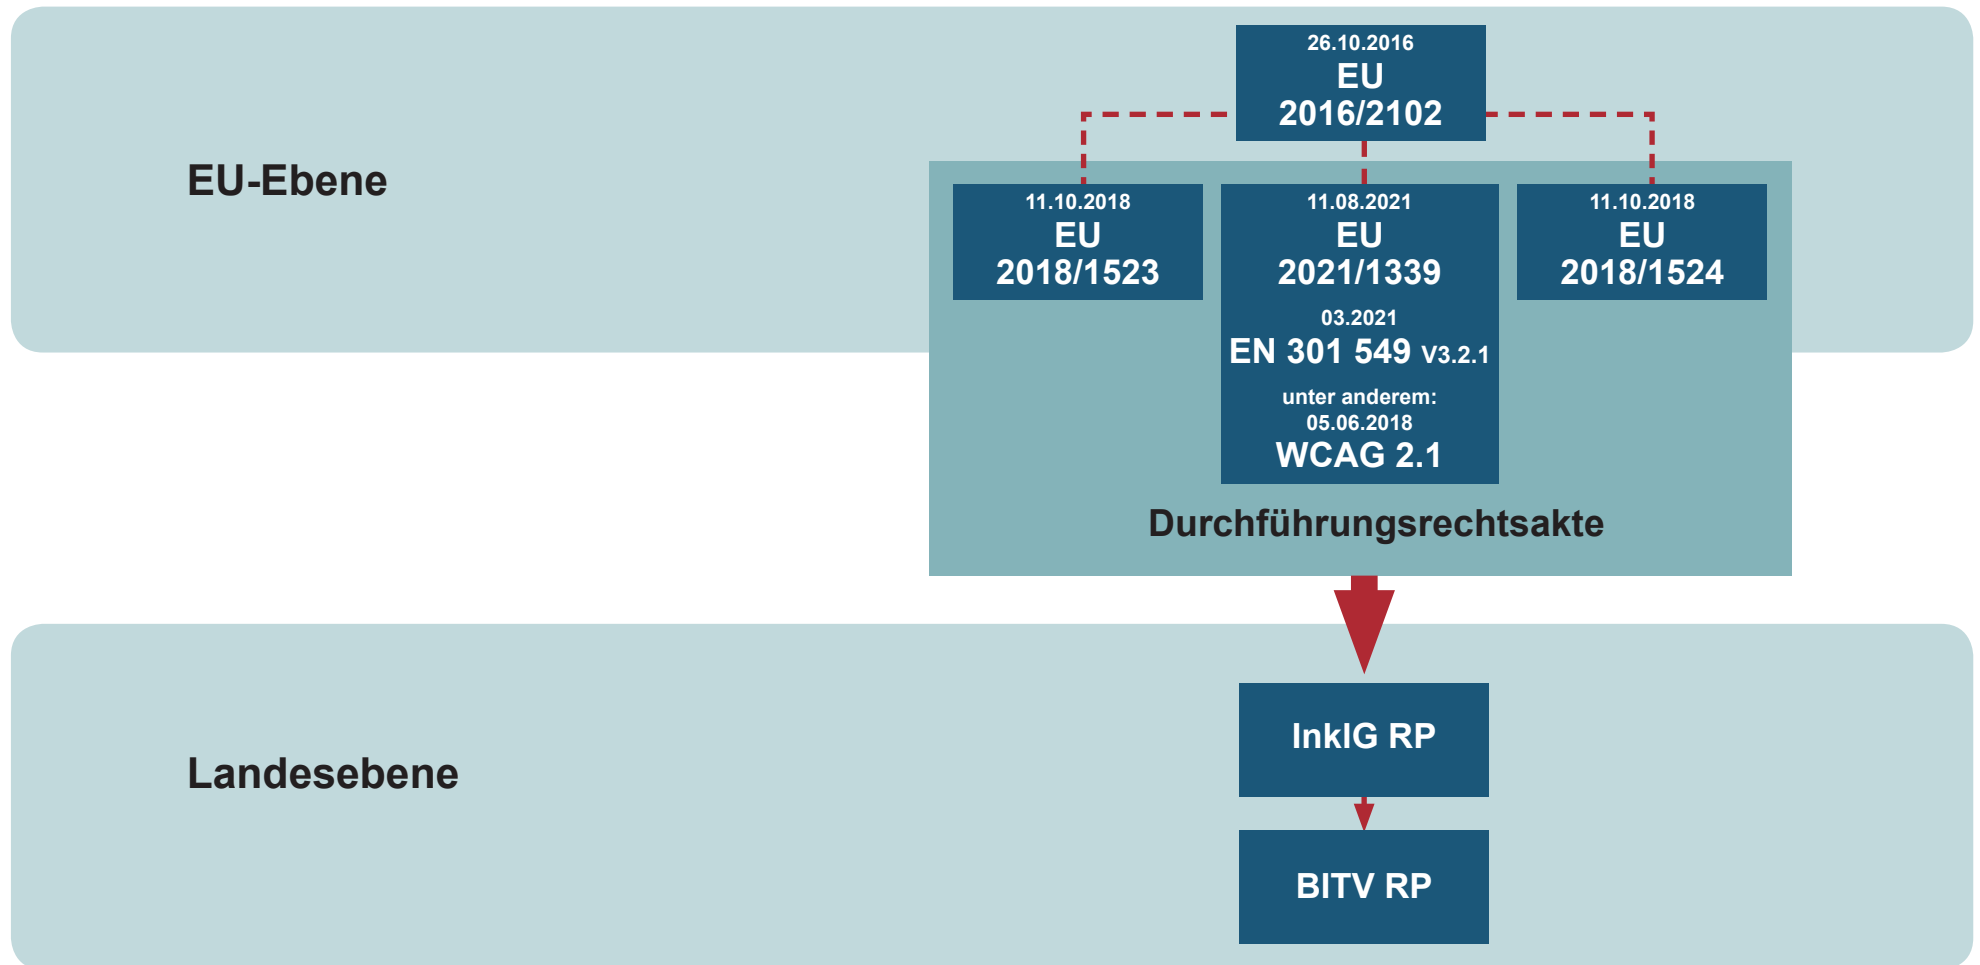 26.10.2016
EU
2016/2102
EU-Ebene
11.10.2018
EU
2018/1523
11.08.2021
EU
2021/1339
03.2021
EN 301 549 V3.2.1
unter anderem:
05.06.2018
WCAG 2.1
11.10.2018
EU
2018/1524
Durchführungsrechtsakte
Landesebene
InklG RP
BITV RP